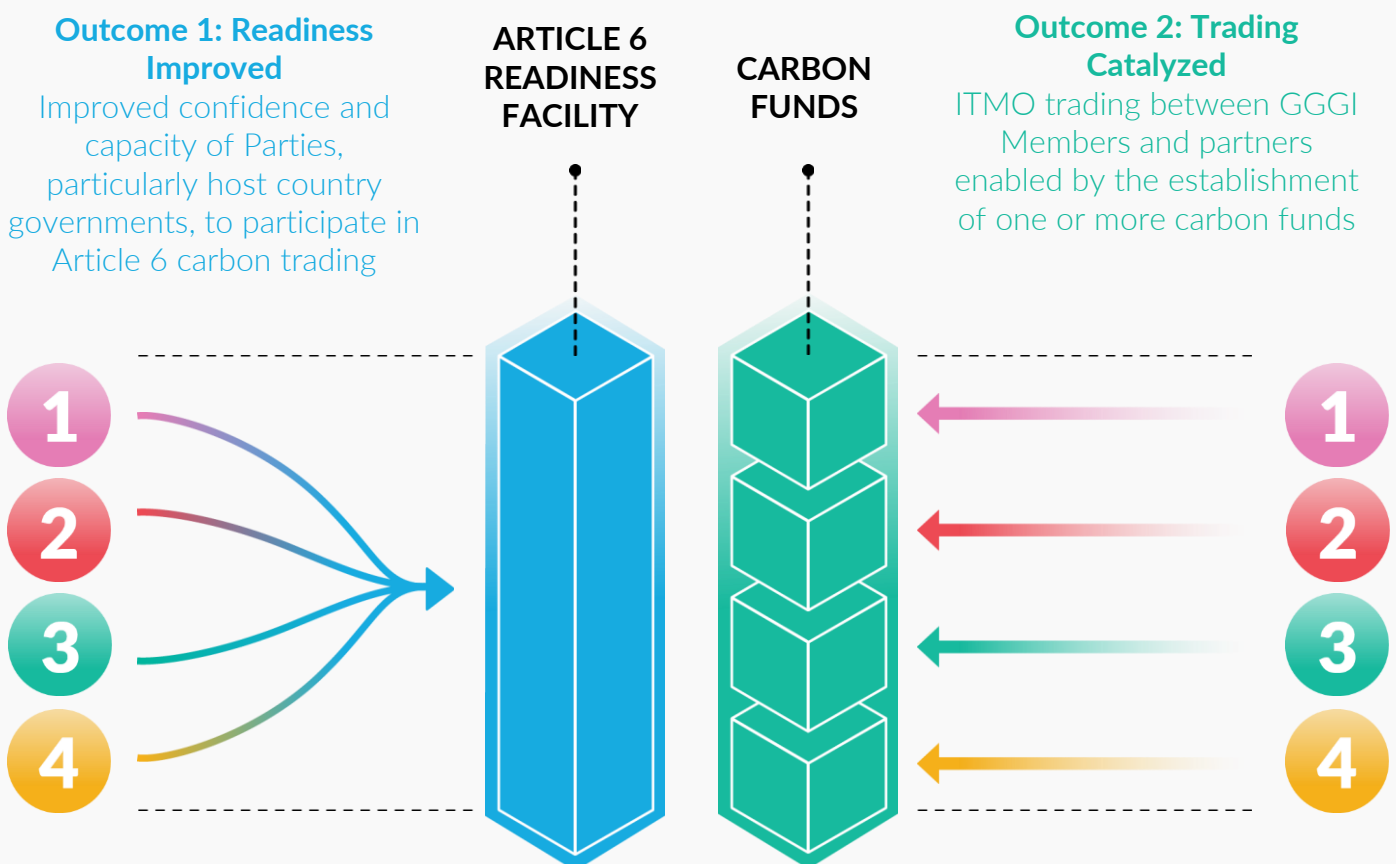 Outcome 1: Readiness
Improved
Improved confidence and
capacity of Parties,
particularly host country
governments, to participate in
Article 6 carbon trading
ARTICLE 6
READINESS
FACILITY
CARBON
FUNDS
Outcome 2: Trading
Catalyzed
ITMO trading between GGGI
Members and partners
enabled by the establishment
of one or more carbon funds
1
2
3
4
1
2
3
4